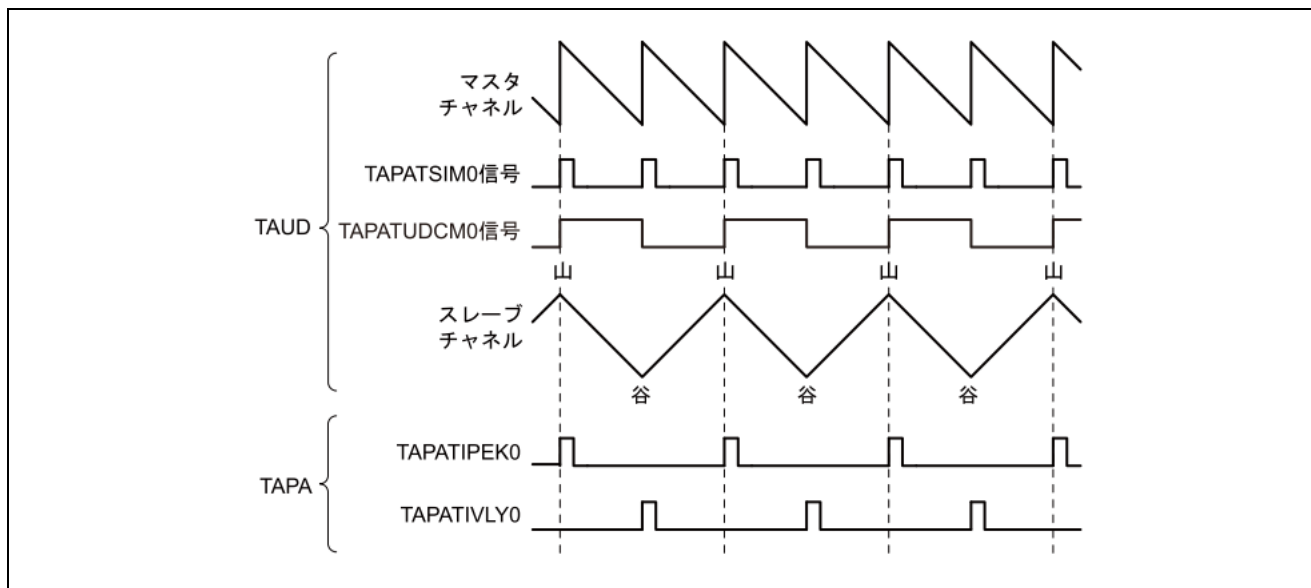 マスタ
チャネル
TAPATSIM0信号
TAUD
TAPATUDCM0信号
山 山 山 山
スレーブ
チャネル
谷 谷 谷
TAPATIPEK0
TAPA
TAPATIVLY0